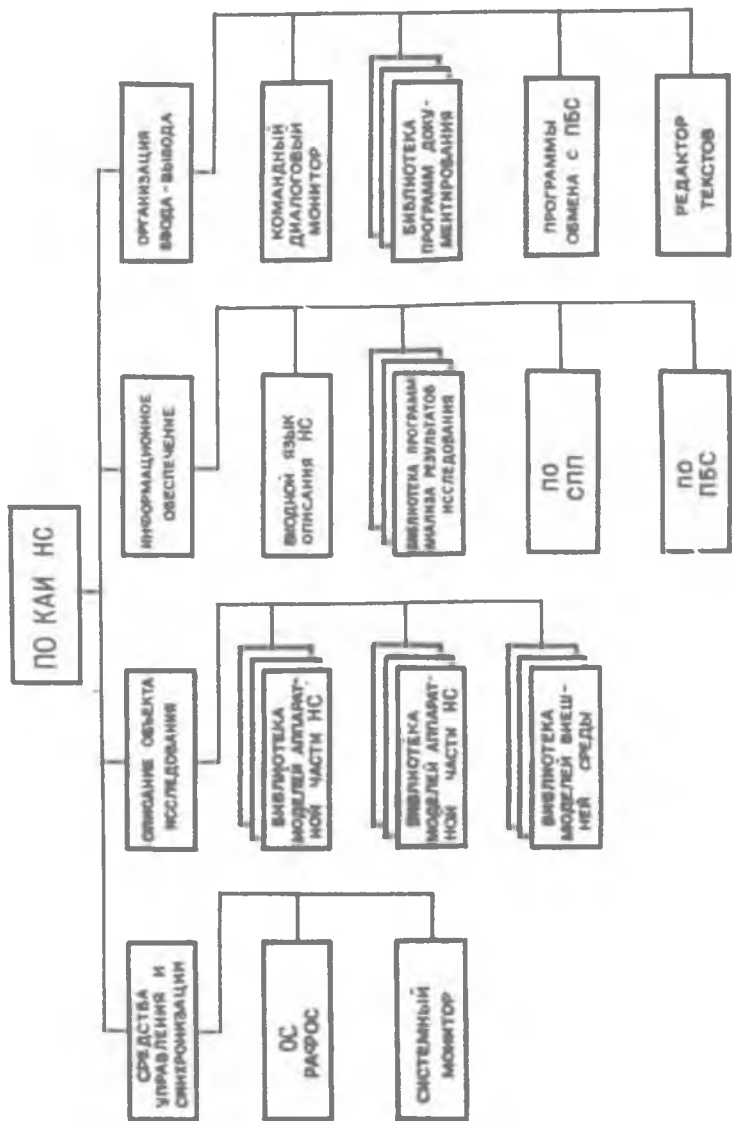 ПО КАИ НС
СРЕДСТВА
УПРАВЛЕНИЯ И
СИНХРОНИЗАЦИИ
ОС
РАФОС
СИСТЕМНЫЙ
МОНИТОР
ОПИСАНИЕ ОБЪЕКТА
ИССЛЕДОВАНИЯ
БИБЛИОТЕКА
МОДЕЛЕЙ АППАРАТ-
НОЙ ЧАСТИ НС
БИБЛИОТЕКА
МОДЕЛЕЙ АППАРАТ-
НОЙ ЧАСТИ НС
БИБЛИОТЕКА
МОДЕЛЕЙ ВНЕШ-
НЕЙ СРЕДЫ
ИНФОРМАЦИОННОЕ
ОБЕСПЕЧЕНИЕ
ВХОДНОЙ ЯЗЫК
ОПИСАНИЯ НС
БИБЛИОТЕКА ПРОГРАММ
АНАЛИЗА РЕЗУЛЬТАТОВ
ИССЛЕДОВАНИЯ
ПО
СПП
ПО
ПБС
ОРГАНИЗАЦИЯ
ВВОДА-ВЫВОДА
КОМАНДНЫЙ
ДИАЛОГОВЫЙ
МОНИТОР
БИБЛИОТЕКА
ПРОГРАММ ДОКУ-
МЕНТИРОВАНИЯ
ПРОГРАММЫ
ОБМЕНА С ПБС
РЕДАКТОР
ТЕКСТОВ